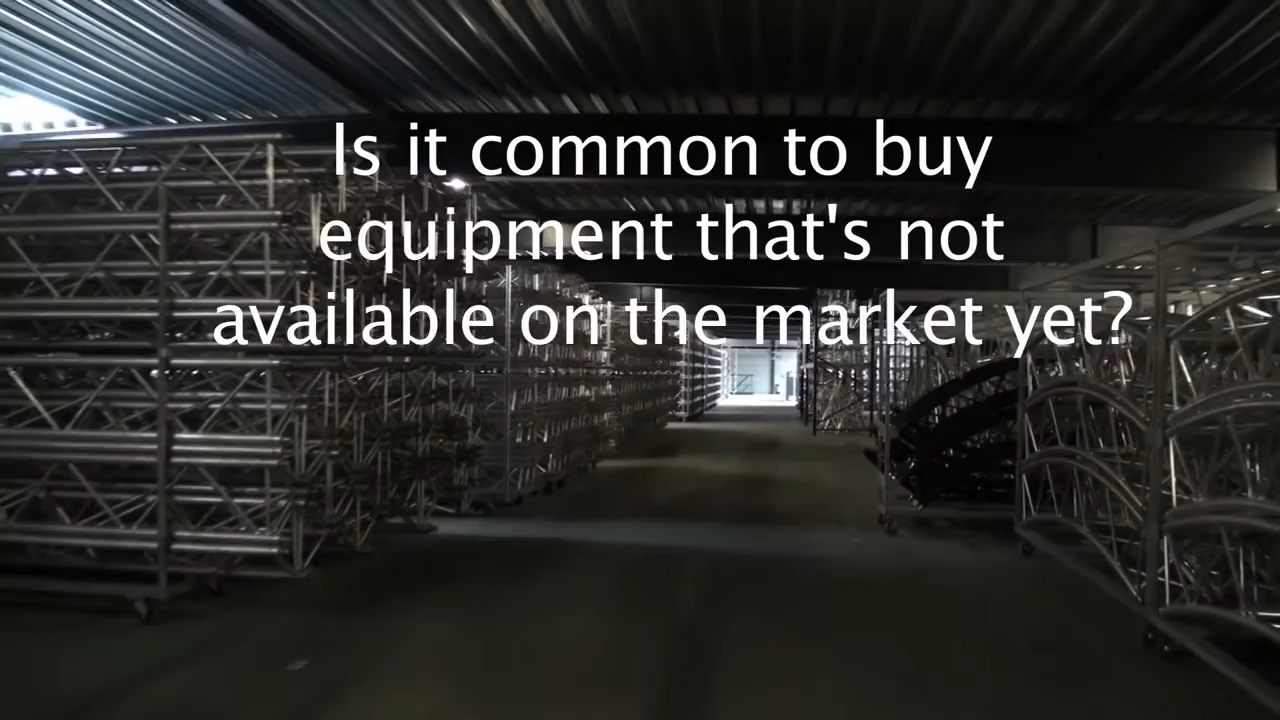 Is it common to buy
equipment that's not
available on the market yet?